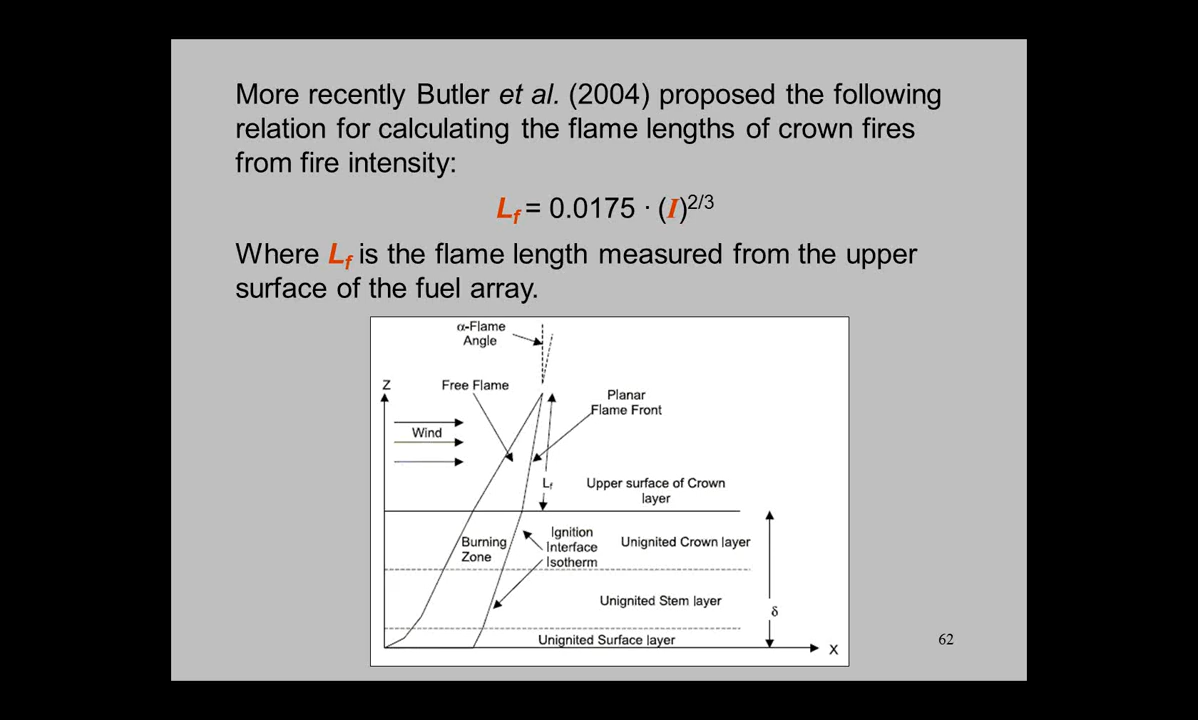 More recently Butler et al. (2004) proposed the following
relation for calculating the flame lengths of crown fires
from fire intensity:
Lf = 0.0175 · (I)2/3
Where Lf is the flame length measured from the upper
surface of the fuel array.
α-Flame
Angle
Z
Free Flame
Planar
Flame Front
Wind
Lf
Upper surface of Crown
layer
Burning
Zone
Ignition
Interface
Isotherm
Unignited Crown layer
Unignited Stem layer
δ
Unignited Surface layer
X
62